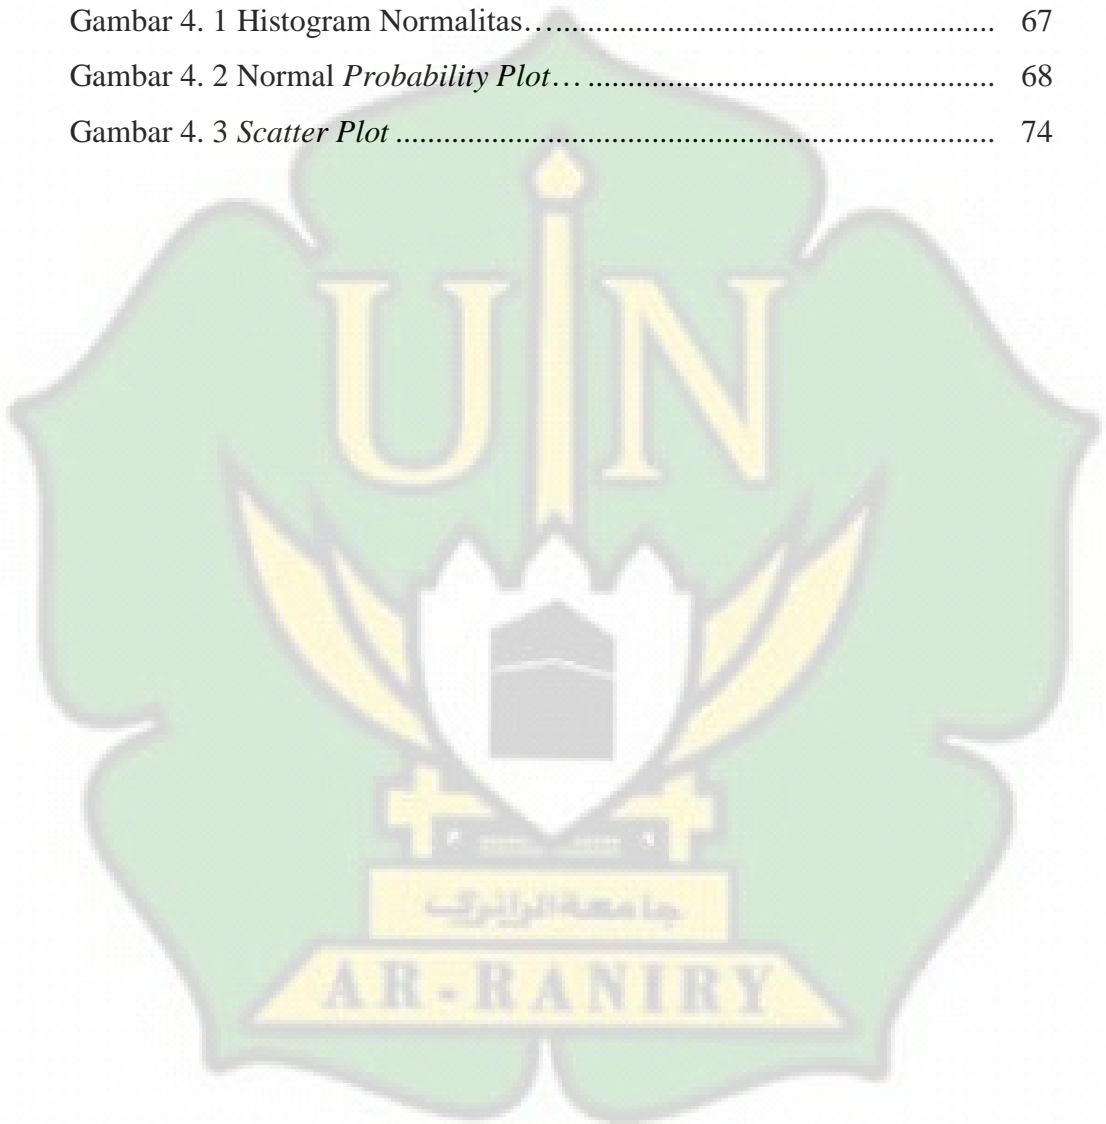 Gambar 4. 1 Histogram Normalitas…....................................................... 67
Gambar 4. 2 Normal Probability Plot… ................................................... 68
Gambar 4. 3 Scatter Plot ........................................................................... 74
UIN
جامعةالرانري
AR-RANIRY